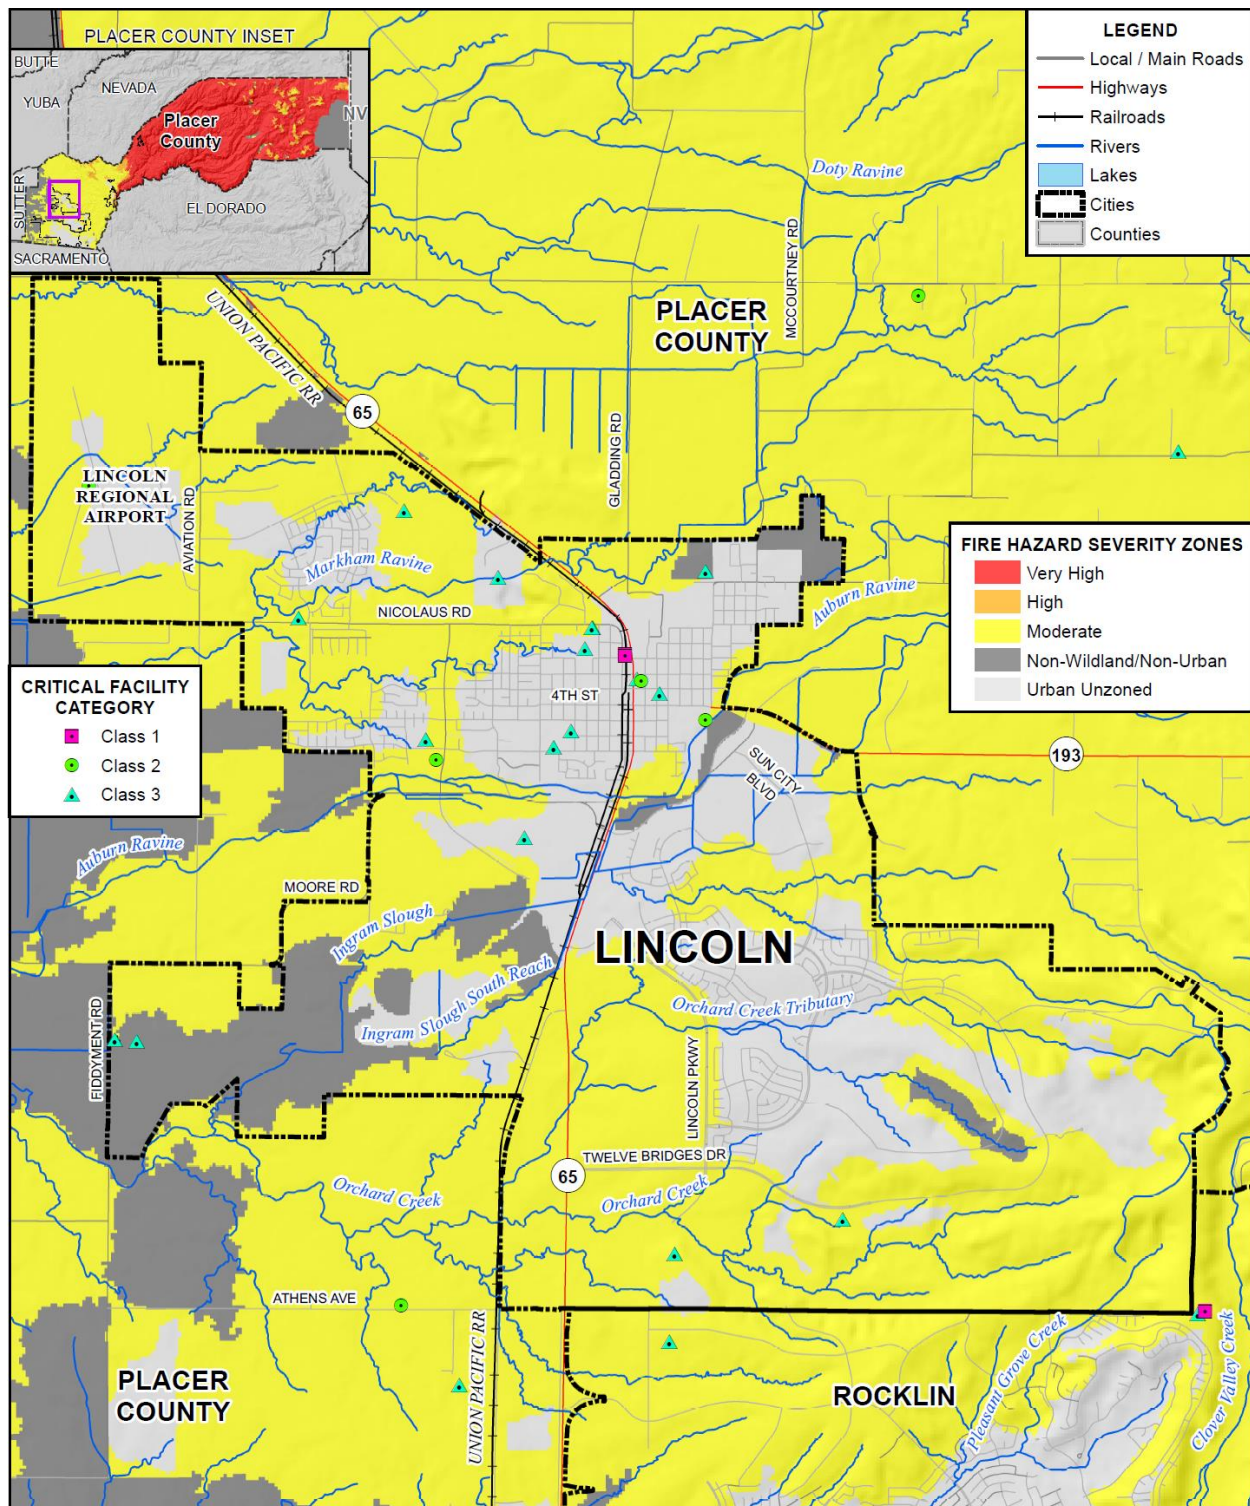 PLACER COUNTY INSET
BUTTE
YUBA
NEVADA
Placer
County
NV
SUTTER
EL DORADO
SACRAMENTO
LEGEND
Local / Main Roads
Highways
Railroads
Rivers
Lakes
Cities
Counties
Doty Ravine
MCCOURTNEY RD
PLACER
COUNTY
UNION PACIFIC RR
65
GLADDING RD
LINCOLN
REGIONAL
AIRPORT
AVIATION RD
Markham Ravine
NICOLAUS RD
Auburn Ravine
FIRE HAZARD SEVERITY ZONES
Very High
High
Moderate
Non-Wildland/Non-Urban
Urban Unzoned
CRITICAL FACILITY
CATEGORY
Class 1
Class 2
Class 3
4TH ST
SUN CITY
BLVD
193
Auburn Ravine
MOORE RD
Ingram Slough
LINCOLN
Ingram Slough South Reach
Orchard Creek Tributary
FIDDYMENT RD
LINCOLN PKWY
TWELVE BRIDGES DR
65
Orchard Creek
Orchard Creek
ATHENS AVE
UNION PACIFIC RR
PLACER
COUNTY
ROCKLIN
Pleasant Grove Creek
Clover Valley Creek